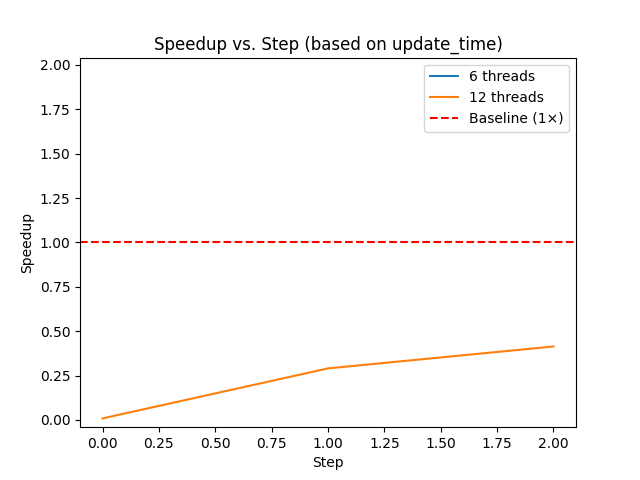 Speedup vs. Step (based on update_time)
2.00
1.75
1.50
1.25
1.00
0.75
0.50
0.25
0.00
Speedup
6 threads
12 threads
Baseline (1×)
0.00 0.25 0.50 0.75 1.00 1.25 1.50 1.75 2.00
Step